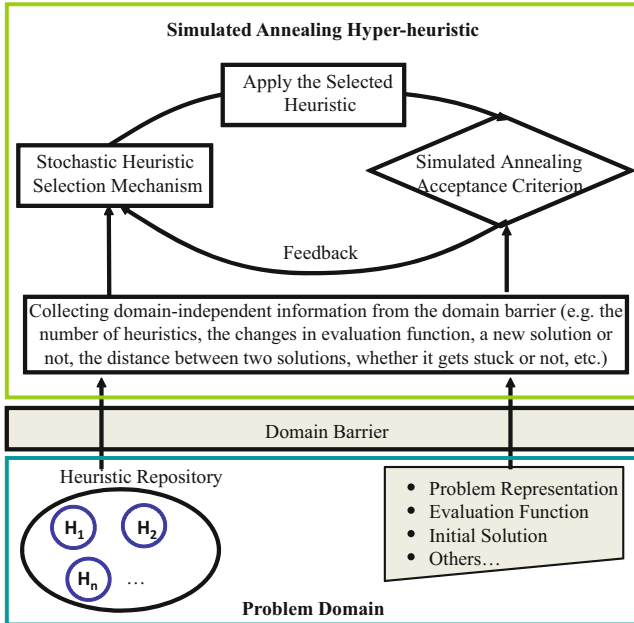 Simulated Annealing Hyper-heuristic
Apply the Selected
Heuristic
Stochastic Heuristic
Selection Mechanism
Simulated Annealing
Acceptance Criterion
Feedback
Collecting domain-independent information from the domain barrier (e.g. the
number of heuristics, the changes in evaluation function, a new solution or
not, the distance between two solutions, whether it gets stuck or not, etc.)
Domain Barrier
Heuristic Repository
H1
H2
Hn
…
• Problem Representation
• Evaluation Function
• Initial Solution
• Others…
Problem Domain